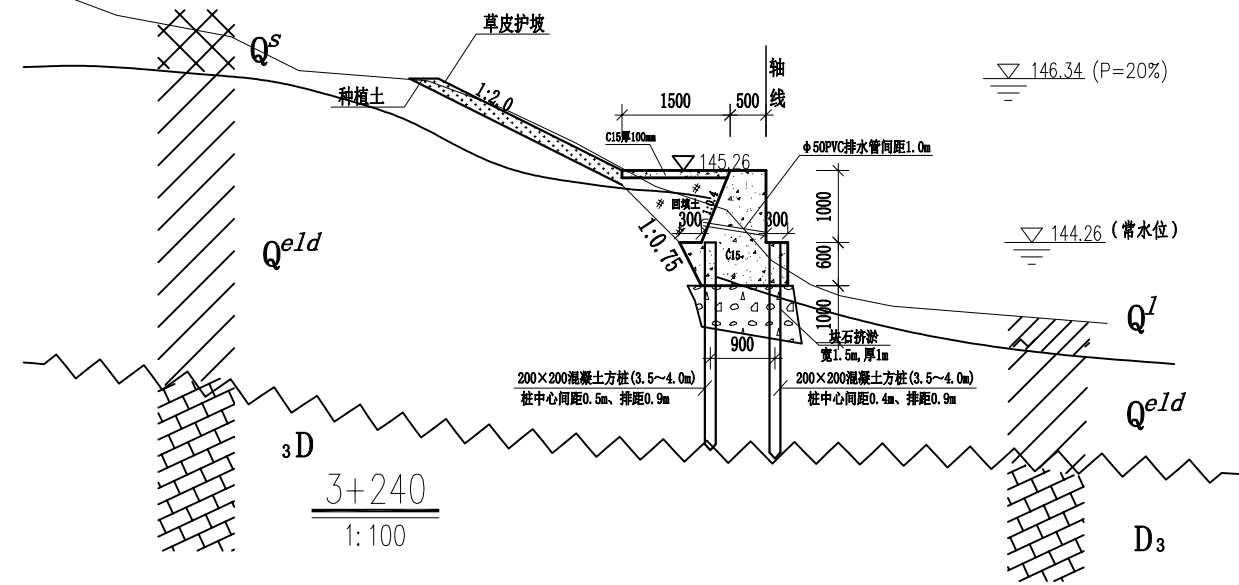 草皮护坡
Q^s
轴线
146.34 (P=20%)
种植土
1:2.0
1500
500
C15厚100mm
145.26
φ50PVC排水管间距1.0m
回填土
1:0.4
1000
300
300
144.26 (常水位)
1:0.75
Q^eld
C15
600
1000
Q^l
块石挤淤
宽1.5m,厚1m
900
200×200混凝土方桩(3.5～4.0m)
桩中心间距0.5m、排距0.9m
200×200混凝土方桩(3.5～4.0m)
桩中心间距0.4m、排距0.9m
Q^eld
₃D
3+240
1:100
D₃